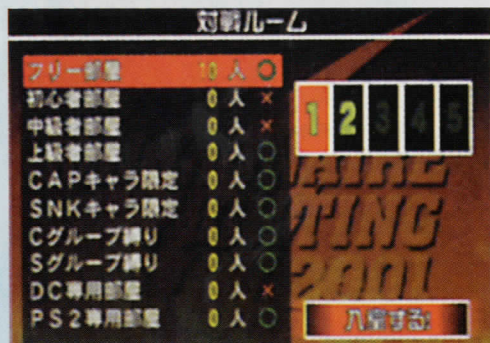 対戦ルーム
フリー部屋 10人 ○
初心者部屋 0人 ×
中級者部屋 0人 ×
上級者部屋 0人 ○
CAPキャラ限定 0人 ○
SNKキャラ限定 0人 ○
Cグループ縛り 0人 ○
Sグループ縛り 0人 ○
DC専用部屋 0人 ×
PS2専用部屋 0人 ○
1 2 3 4 5
TING
2001
入室する!